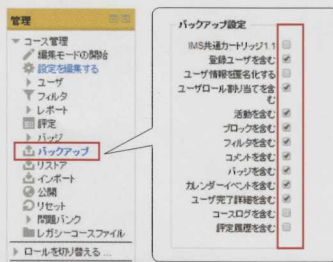 管理
コース管理
編集モードの開始
設定を編集する
ユーザ
フィルタ
レポート
評定
バッジ
バックアップ
リストア
インポート
公開
リセット
問題バンク
レガシーコースファイル
ロールを切り替える ...
バックアップ設定
IMS共通カートリッジ1.1
登録ユーザを含む
ユーザ情報を匿名化する
ユーザロール割り当てを含
む
活動を含む
ブロックを含む
フィルタを含む
コメントを含む
バッジを含む
カレンダーイベントを含む
ユーザ完了詳細を含む
コースログを含む
評定履歴を含む